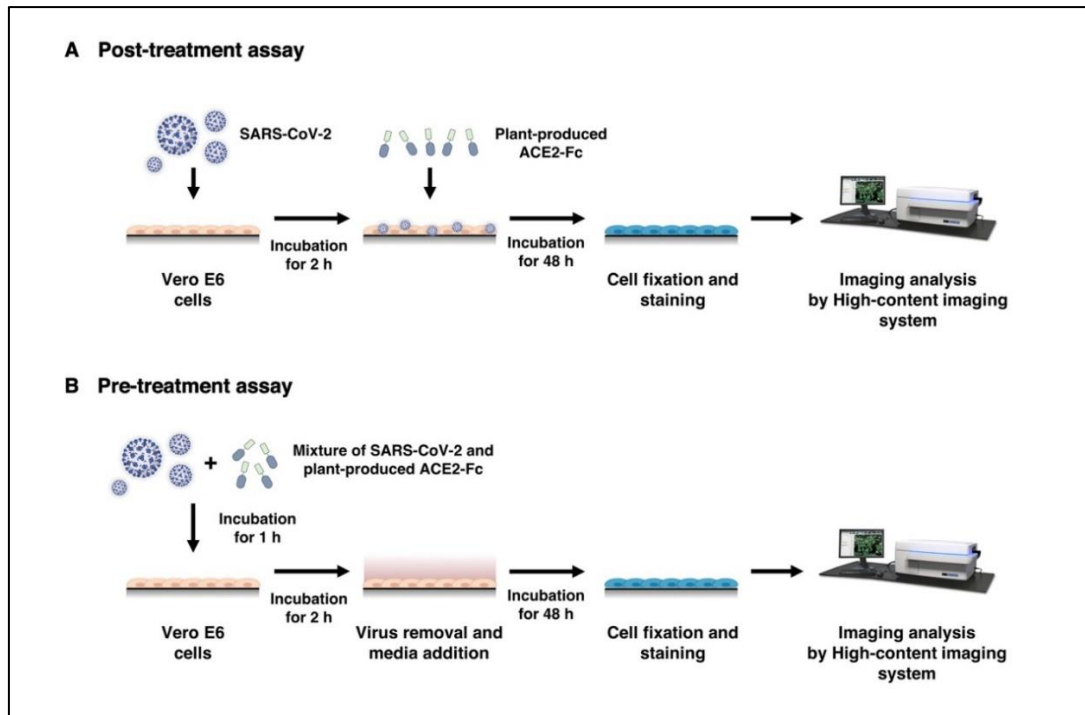 A Post-treatment assay
SARS-CoV-2
Plant-produced
ACE2-Fc
Incubation
for 2 h
Incubation
for 48 h
Vero E6
cells
Cell fixation and
staining
Imaging analysis
by High-content imaging
system
B Pre-treatment assay
Mixture of SARS-CoV-2 and
plant-produced ACE2-Fc
Incubation
for 1 h
Incubation
for 2 h
Incubation
for 48 h
Vero E6
cells
Virus removal and
media addition
Cell fixation and
staining
Imaging analysis
by High-content imaging
system